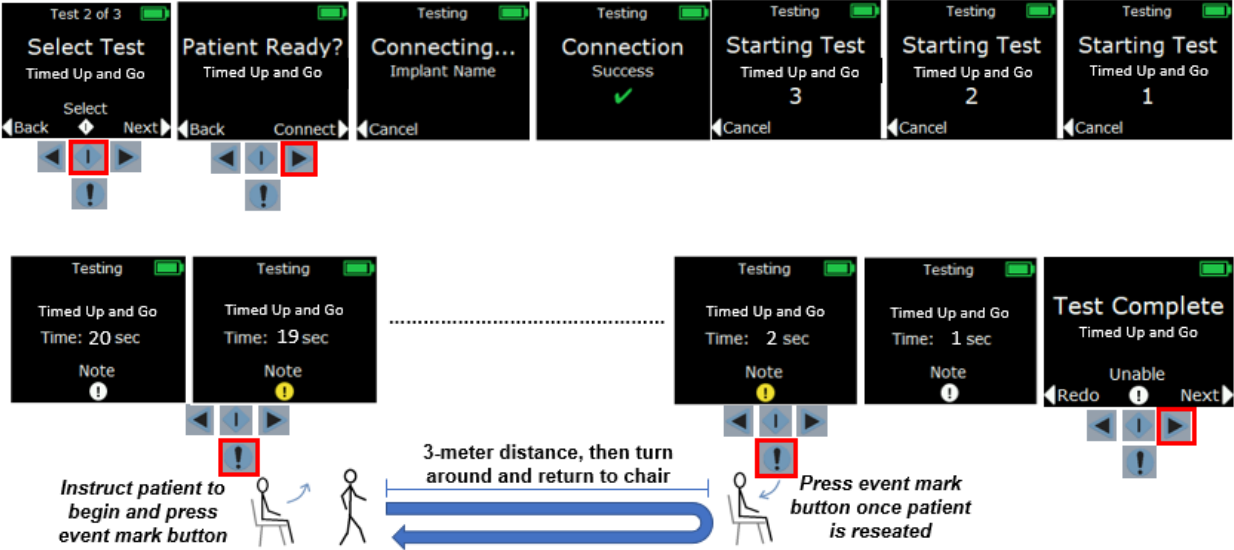 Test 2 of 3
Select Test
Timed Up and Go
Select
Back
Next
Patient Ready?
Timed Up and Go
Back
Connect
Testing
Connecting...
Implant Name
Cancel
Testing
Connection
Success
Testing
Starting Test
Timed Up and Go
3
Cancel
Testing
Starting Test
Timed Up and Go
2
Cancel
Testing
Starting Test
Timed Up and Go
1
Cancel
Testing
Timed Up and Go
Time: 20 sec
Note
!
Testing
Timed Up and Go
Time: 19 sec
Note
!
Testing
Timed Up and Go
Time: 2 sec
Note
!
Testing
Timed Up and Go
Time: 1 sec
Note
!
Test Complete
Timed Up and Go
Unable
Redo ! Next
Instruct patient to
begin and press
event mark button
3-meter distance, then turn
around and return to chair
Press event mark
button once patient
is reseated